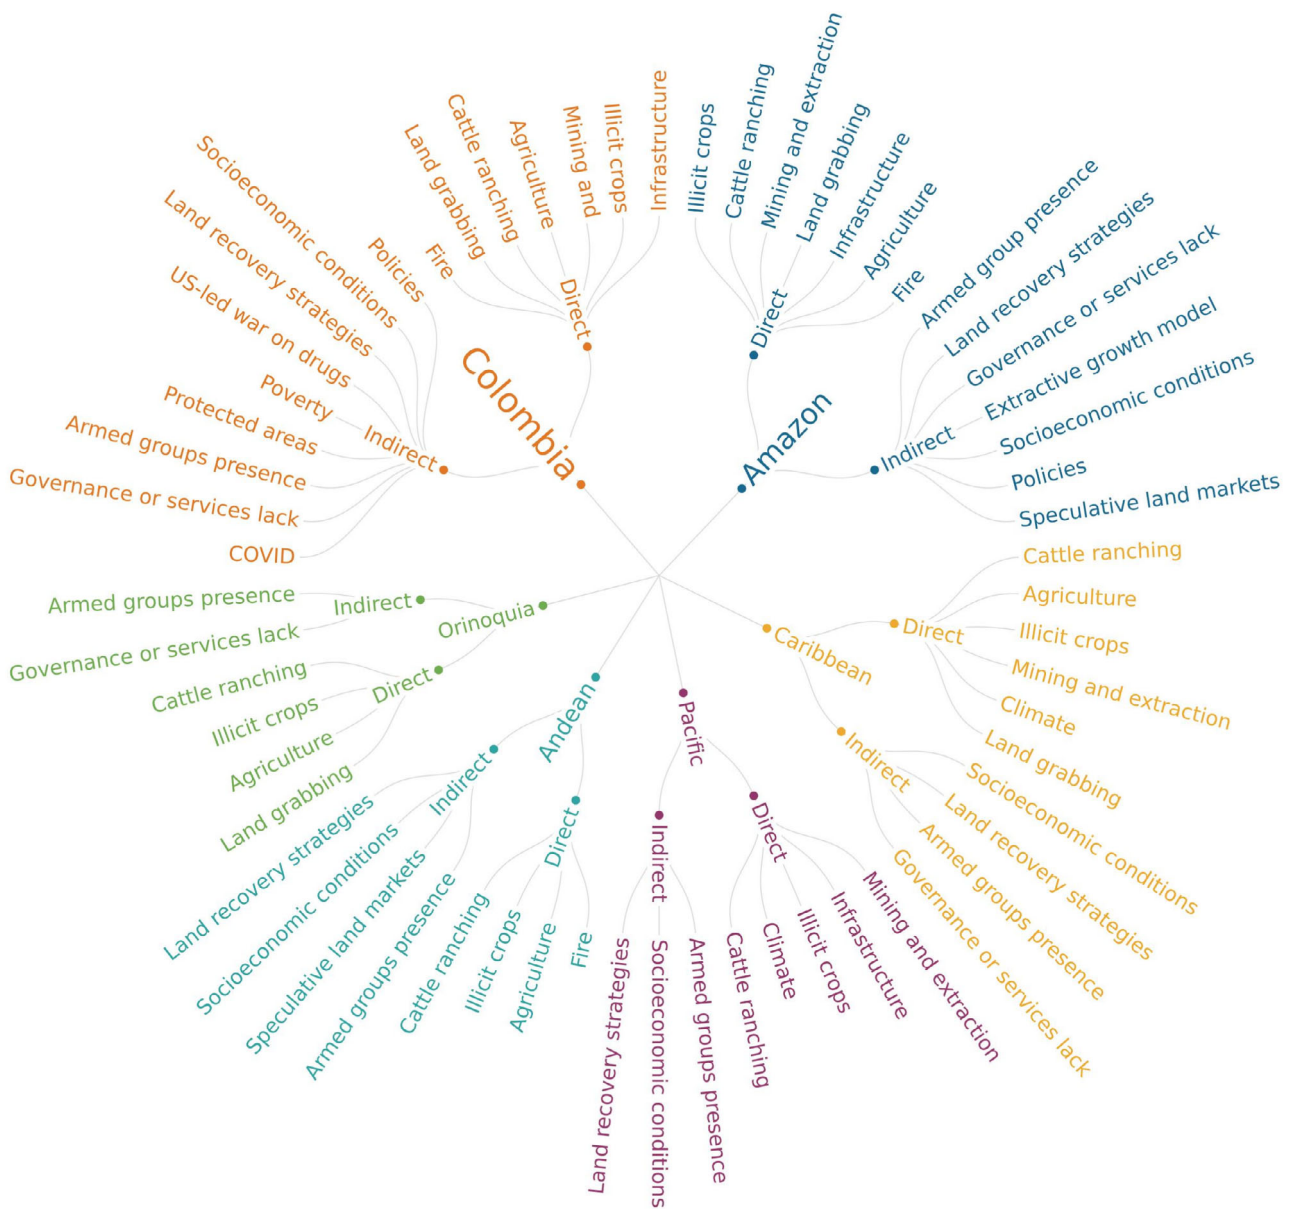 Colombia
Direct
Fire
Land grabbing
Cattle ranching
Agriculture
Mining and
Illicit crops
Infrastructure
Indirect
Policies
Socioeconomic conditions
Land recovery strategies
US-led war on drugs
Poverty
Protected areas
Armed groups presence
Governance or services lack
COVID
Amazon
Direct
Illicit crops
Cattle ranching
Mining and extraction
Land grabbing
Infrastructure
Agriculture
Fire
Indirect
Armed group presence
Land recovery strategies
Governance or services lack
Extractive growth model
Socioeconomic conditions
Policies
Speculative land markets
Caribbean
Direct
Cattle ranching
Agriculture
Illicit crops
Mining and extraction
Climate
Land grabbing
Indirect
Socioeconomic conditions
Land recovery strategies
Armed groups presence
Governance or services lack
Pacific
Direct
Mining and extraction
Infrastructure
Illicit crops
Climate
Cattle ranching
Indirect
Armed groups presence
Socioeconomic conditions
Land recovery strategies
Andean
Direct
Fire
Agriculture
Illicit crops
Cattle ranching
Indirect
Armed groups presence
Speculative land markets
Socioeconomic conditions
Land recovery strategies
Orinoquia
Direct
Land grabbing
Agriculture
Illicit crops
Cattle ranching
Indirect
Governance or services lack
Armed groups presence